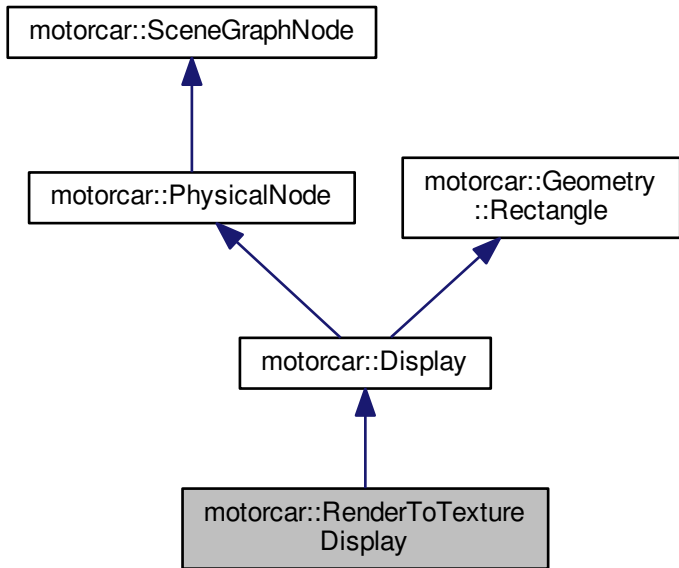 motorcar::SceneGraphNode
motorcar::PhysicalNode
motorcar::Geometry
::Rectangle
motorcar::Display
motorcar::RenderToTexture
Display